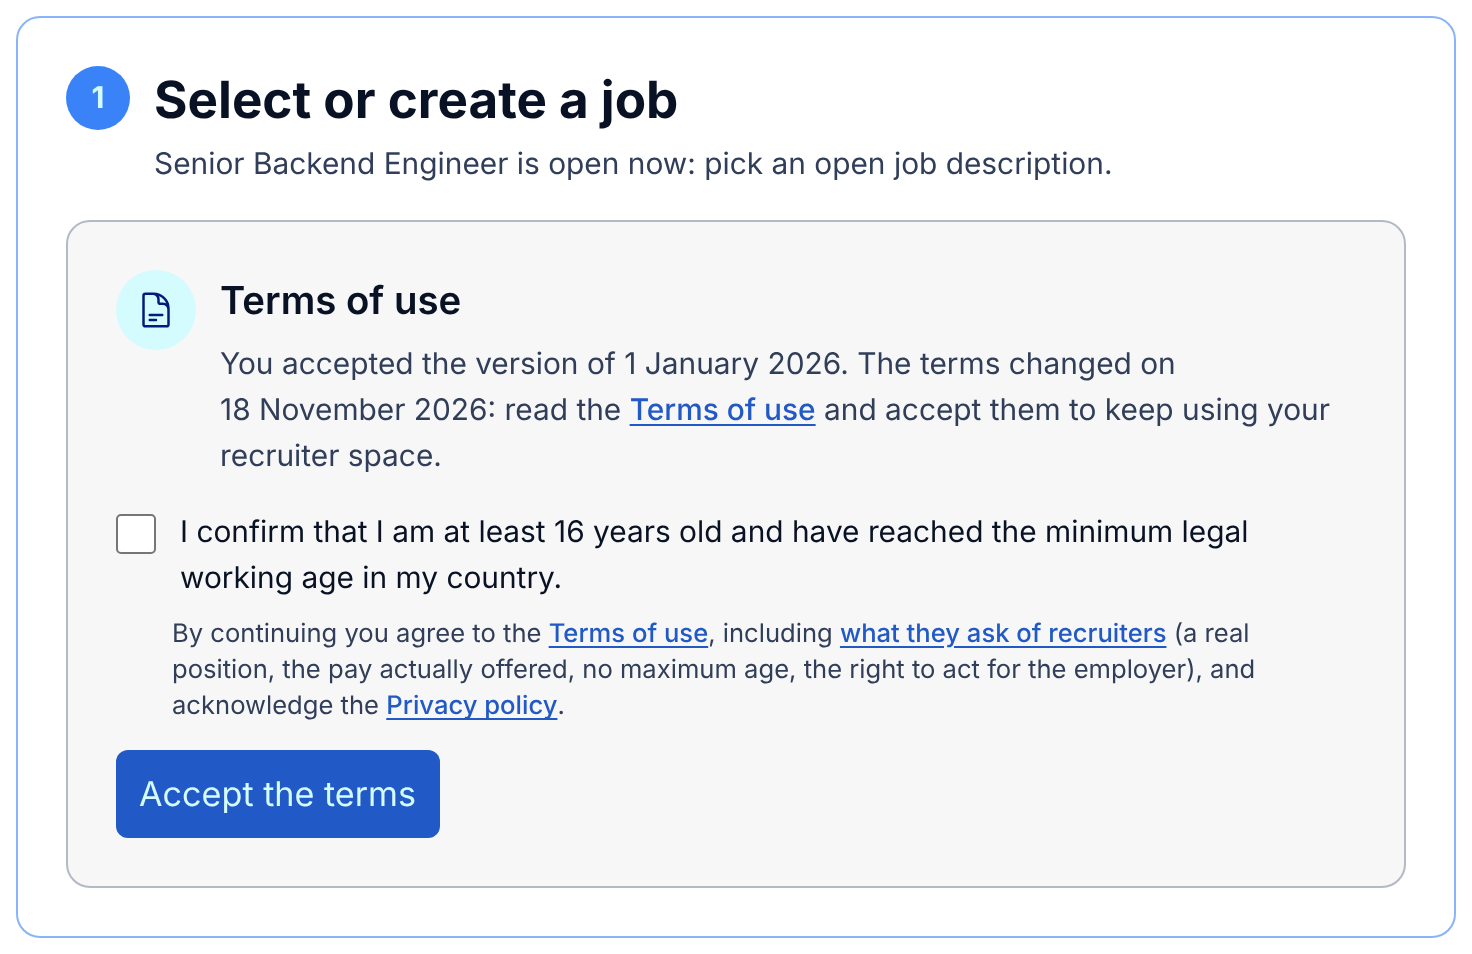 1
Select or create a job
Senior Backend Engineer is open now: pick an open job description.
Terms of use
You accepted the version of 1 January 2026. The terms changed on
18 November 2026: read the Terms of use and accept them to keep using your
recruiter space.
I confirm that I am at least 16 years old and have reached the minimum legal
working age in my country.
By continuing you agree to the Terms of use, including what they ask of recruiters (a real
position, the pay actually offered, no maximum age, the right to act for the employer), and
acknowledge the Privacy policy.
Accept the terms